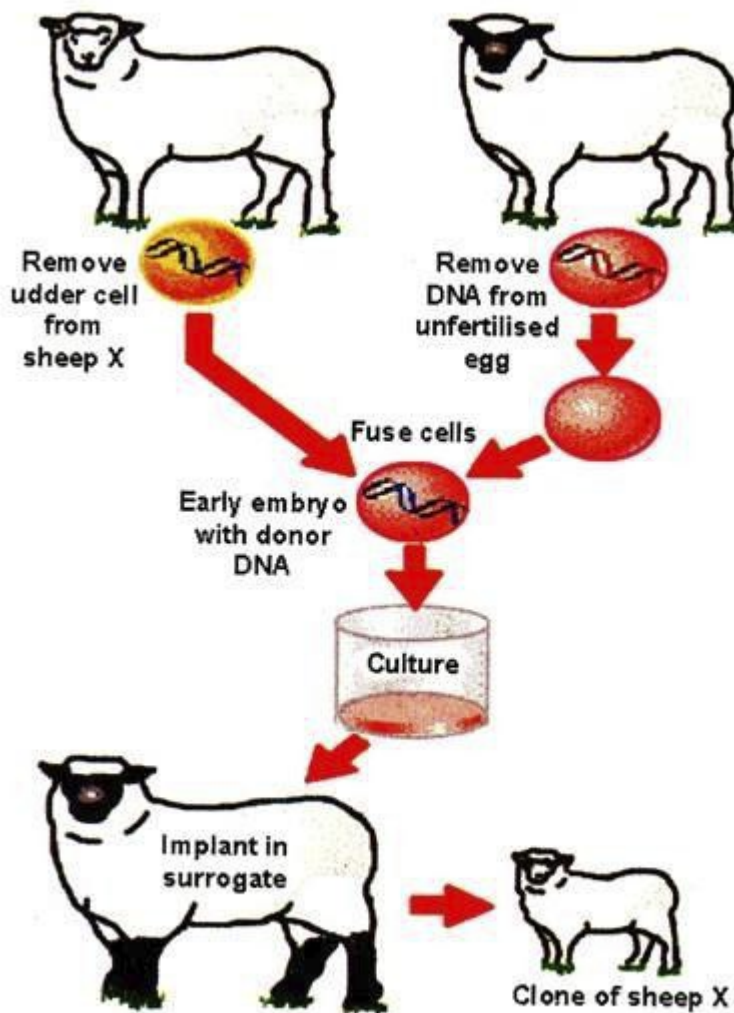 Remove
udder cell
from
sheep X
Remove
DNA from
unfertilised
egg
Fuse cells
Early embryo
with donor
DNA
Culture
Implant in
surrogate
Clone of sheep X